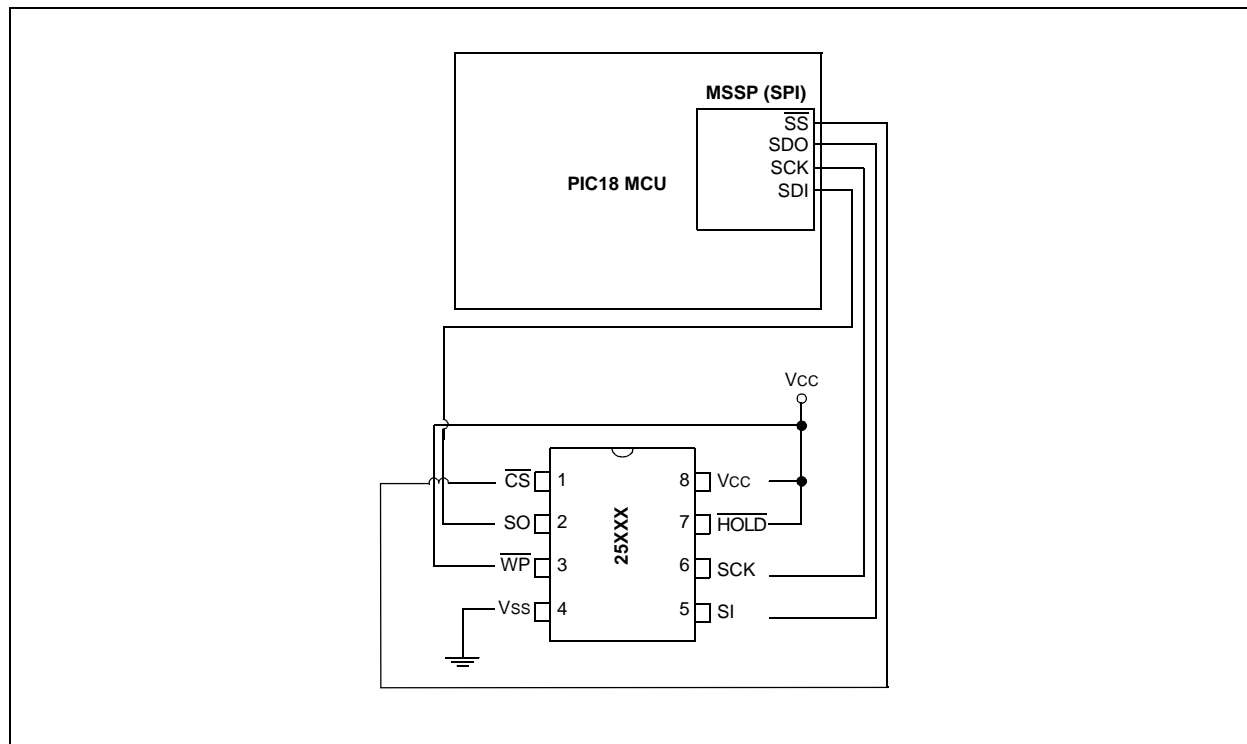 MSSP (SPI)
SS
SDO
SCK
SDI
PIC18 MCU
VCC
CS 1
SO 2
WP 3
VSS 4
25XXX
8 VCC
7 HOLD
6 SCK
5 SI